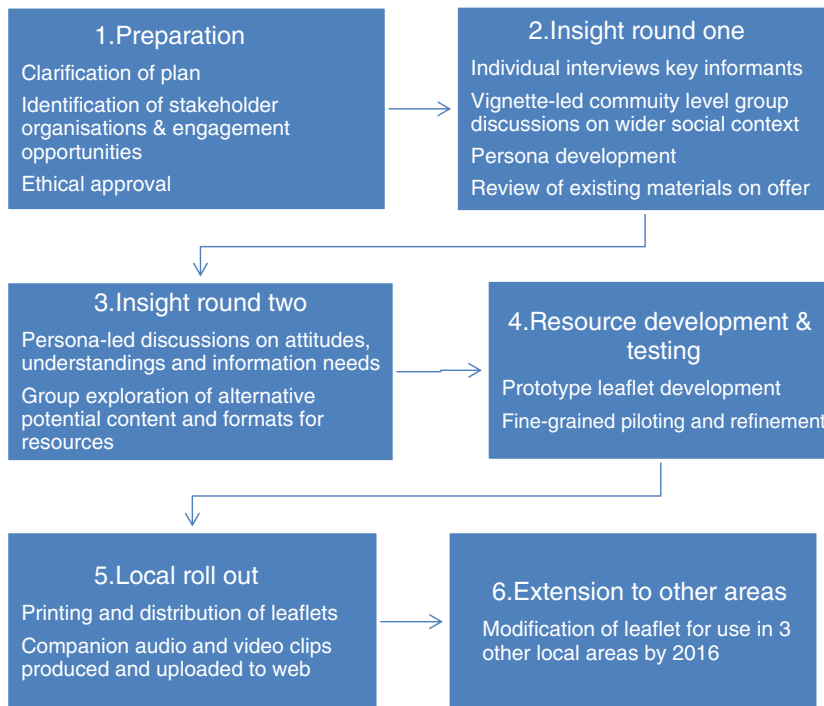 1.Preparation
Clarification of plan
Identification of stakeholder
organisations & engagement
opportunities
Ethical approval
2.Insight round one
Individual interviews key informants
Vignette-led commuity level group
discussions on wider social context
Persona development
Review of existing materials on offer
3.Insight round two
Persona-led discussions on attitudes,
understandings and information needs
Group exploration of alternative
potential content and formats for
resources
4.Resource development &
testing
Prototype leaflet development
Fine-grained piloting and refinement
5.Local roll out
Printing and distribution of leaflets
Companion audio and video clips
produced and uploaded to web
6.Extension to other areas
Modification of leaflet for use in 3
other local areas by 2016